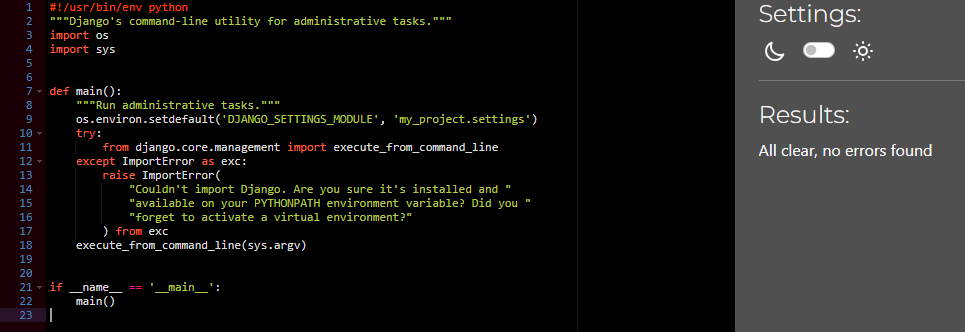 1 #!/usr/bin/env python
2 """Django's command-line utility for administrative tasks."""
3 import os
4 import sys
5
6
7 def main():
8     """Run administrative tasks."""
9     os.environ.setdefault('DJANGO_SETTINGS_MODULE', 'my_project.settings')
10     try:
11         from django.core.management import execute_from_command_line
12     except ImportError as exc:
13         raise ImportError(
14             "Couldn't import Django. Are you sure it's installed and "
15             "available on your PYTHONPATH environment variable? Did you "
16             "forget to activate a virtual environment?"
17         ) from exc
18     execute_from_command_line(sys.argv)
19
20
21 if __name__ == '__main__':
22     main()
23
Settings:
Results:
All clear, no errors found